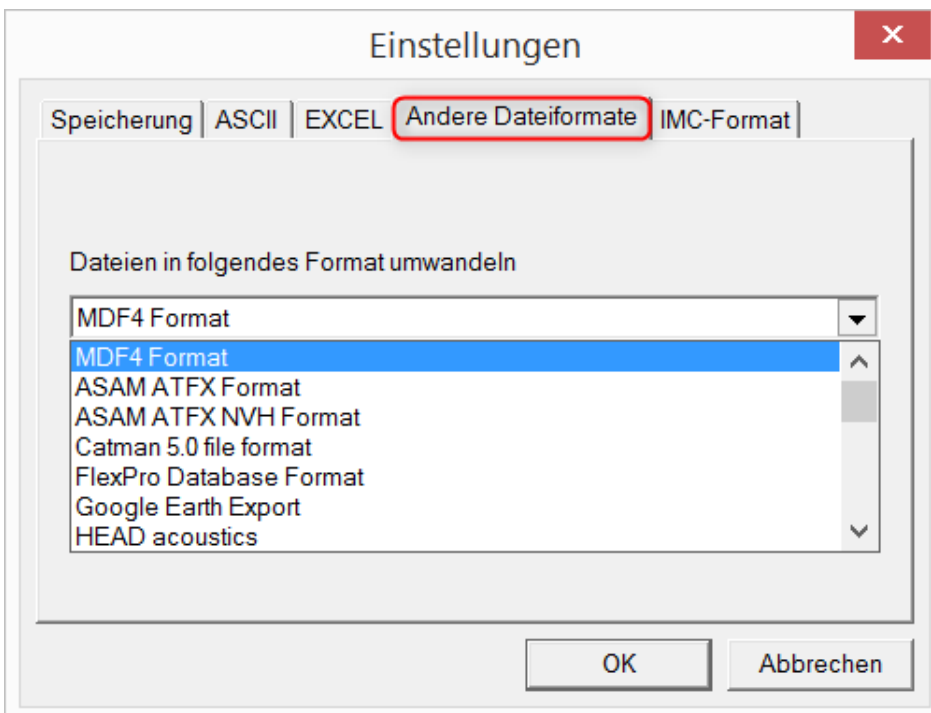 Einstellungen
Speicherung ASCII EXCEL Andere Dateiformate IMC-Format
Dateien in folgendes Format umwandeln
MDF4 Format
MDF4 Format
ASAM ATFX Format
ASAM ATFX NVH Format
Catman 5.0 file format
FlexPro Database Format
Google Earth Export
HEAD acoustics
OK Abbrechen